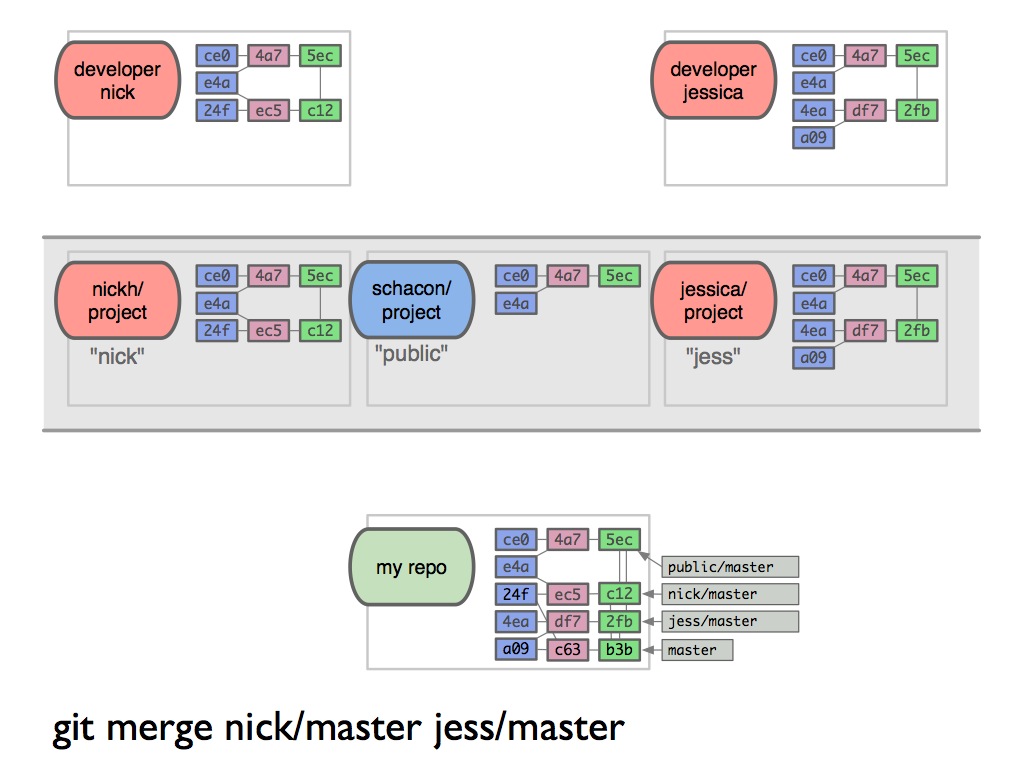 developer
nick
ce0 4a7 5ec
e4a
24f ec5 c12
developer
jessica
ce0 4a7 5ec
e4a
4ea df7 2fb
a09
nickh/
project
"nick"
ce0 4a7 5ec
e4a
24f ec5 c12
schacon/
project
"public"
ce0 4a7 5ec
e4a
jessica/
project
"jess"
ce0 4a7 5ec
e4a
4ea df7 2fb
a09
my repo
ce0 4a7 5ec
e4a public/master
24f ec5 c12 nick/master
4ea df7 2fb jess/master
a09 c63 b3b master
git merge nick/master jess/master